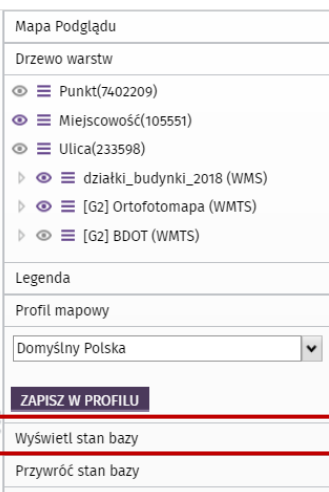 Mapa Podglądu
Drzewo warstw
Punkt(7402209)
Miejscowość(105551)
Ulica(233598)
działki_budynki_2018 (WMS)
[G2] Ortofotomapa (WMTS)
[G2] BDOT (WMTS)
Legenda
Profil mapowy
Domyślny Polska
ZAPISZ W PROFILU
Wyświetl stan bazy
Przywróć stan bazy